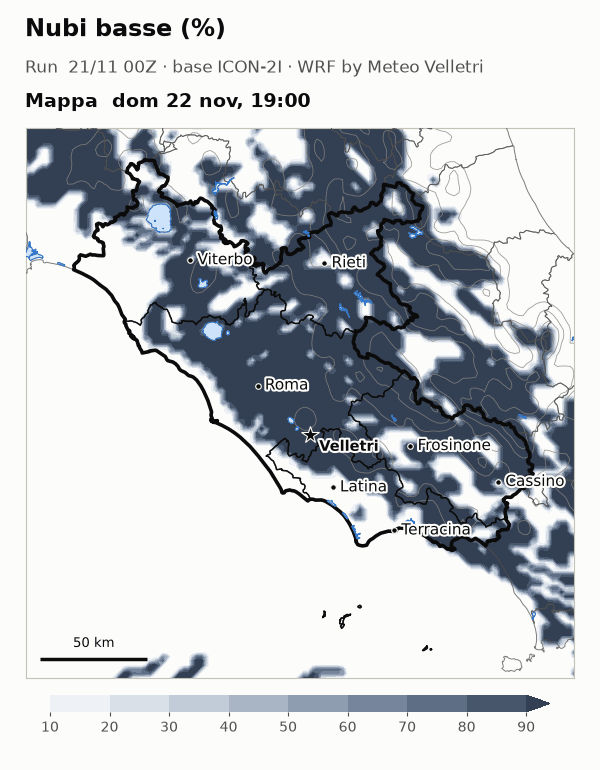 Nubi basse (%)
Run  21/11 00Z · base ICON-2I · WRF by Meteo Velletri
Mappa  dom 22 nov, 19:00
Viterbo
Rieti
Roma
Velletri
Frosinone
Latina
Cassino
Terracina
50 km
10 20 30 40 50 60 70 80 90